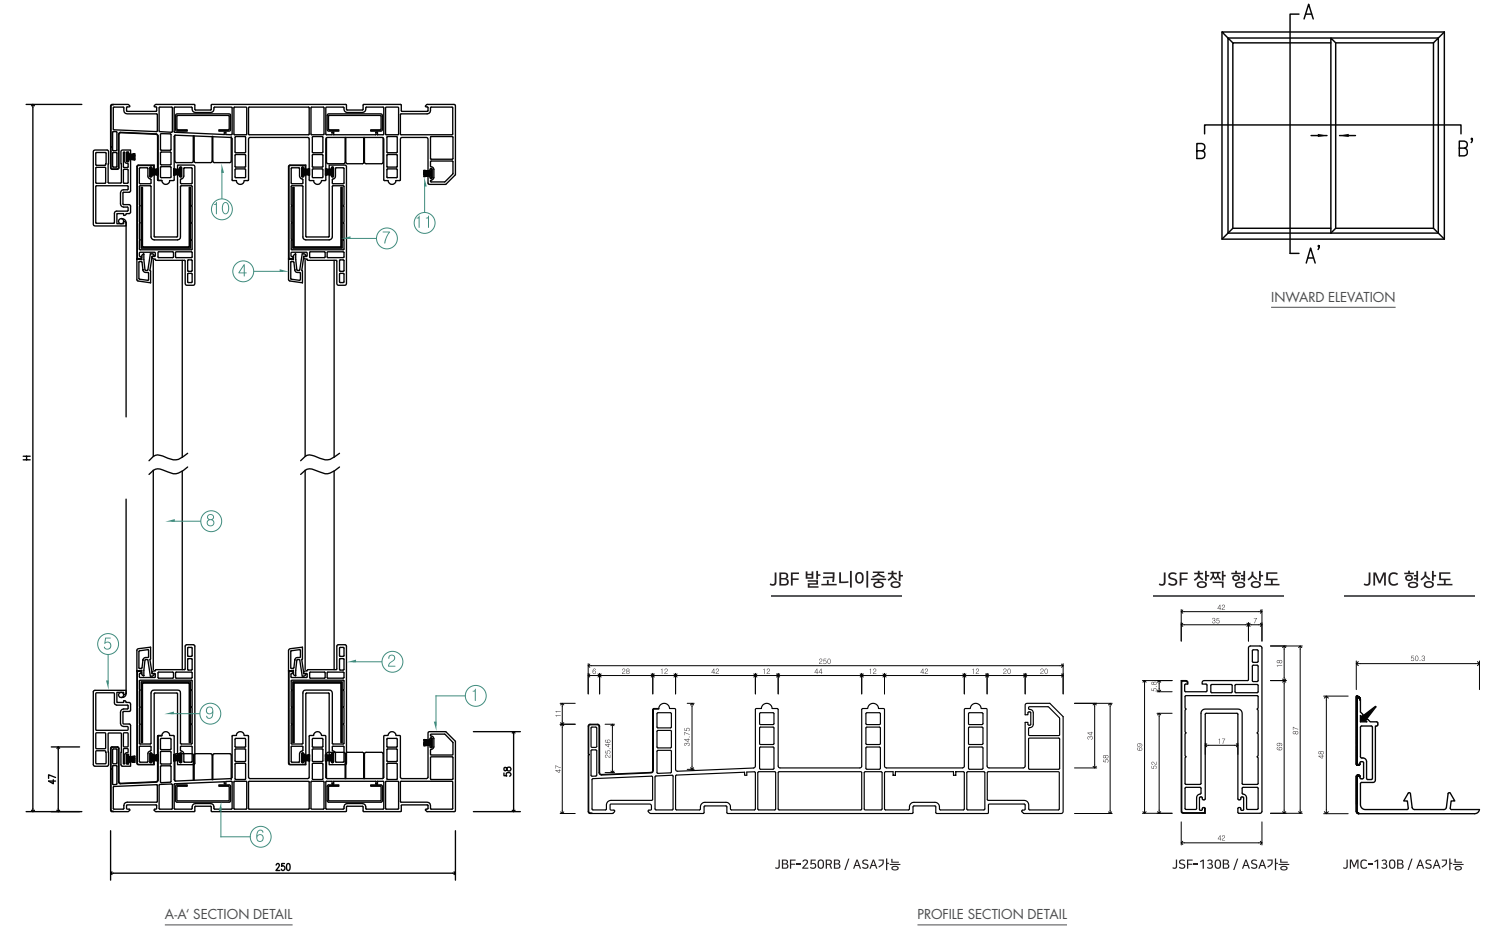 A
B
B'
A'
INWARD ELEVATION
10
11
7
4
H
8
5
2
9
1
47
58
6
250
A-A' SECTION DETAIL
JBF 발코니이중창
250
6 28 12 42 12 44 12 42 12 20 20
11
47
25.46
34.75
34
58
JBF-250RB / ASA가능
JSF 창짝 형상도
42
35 7
5.8
18
87
69
52
17
69
42
JSF-130B / ASA가능
JMC 형상도
50.3
48
JMC-130B / ASA가능
PROFILE SECTION DETAIL